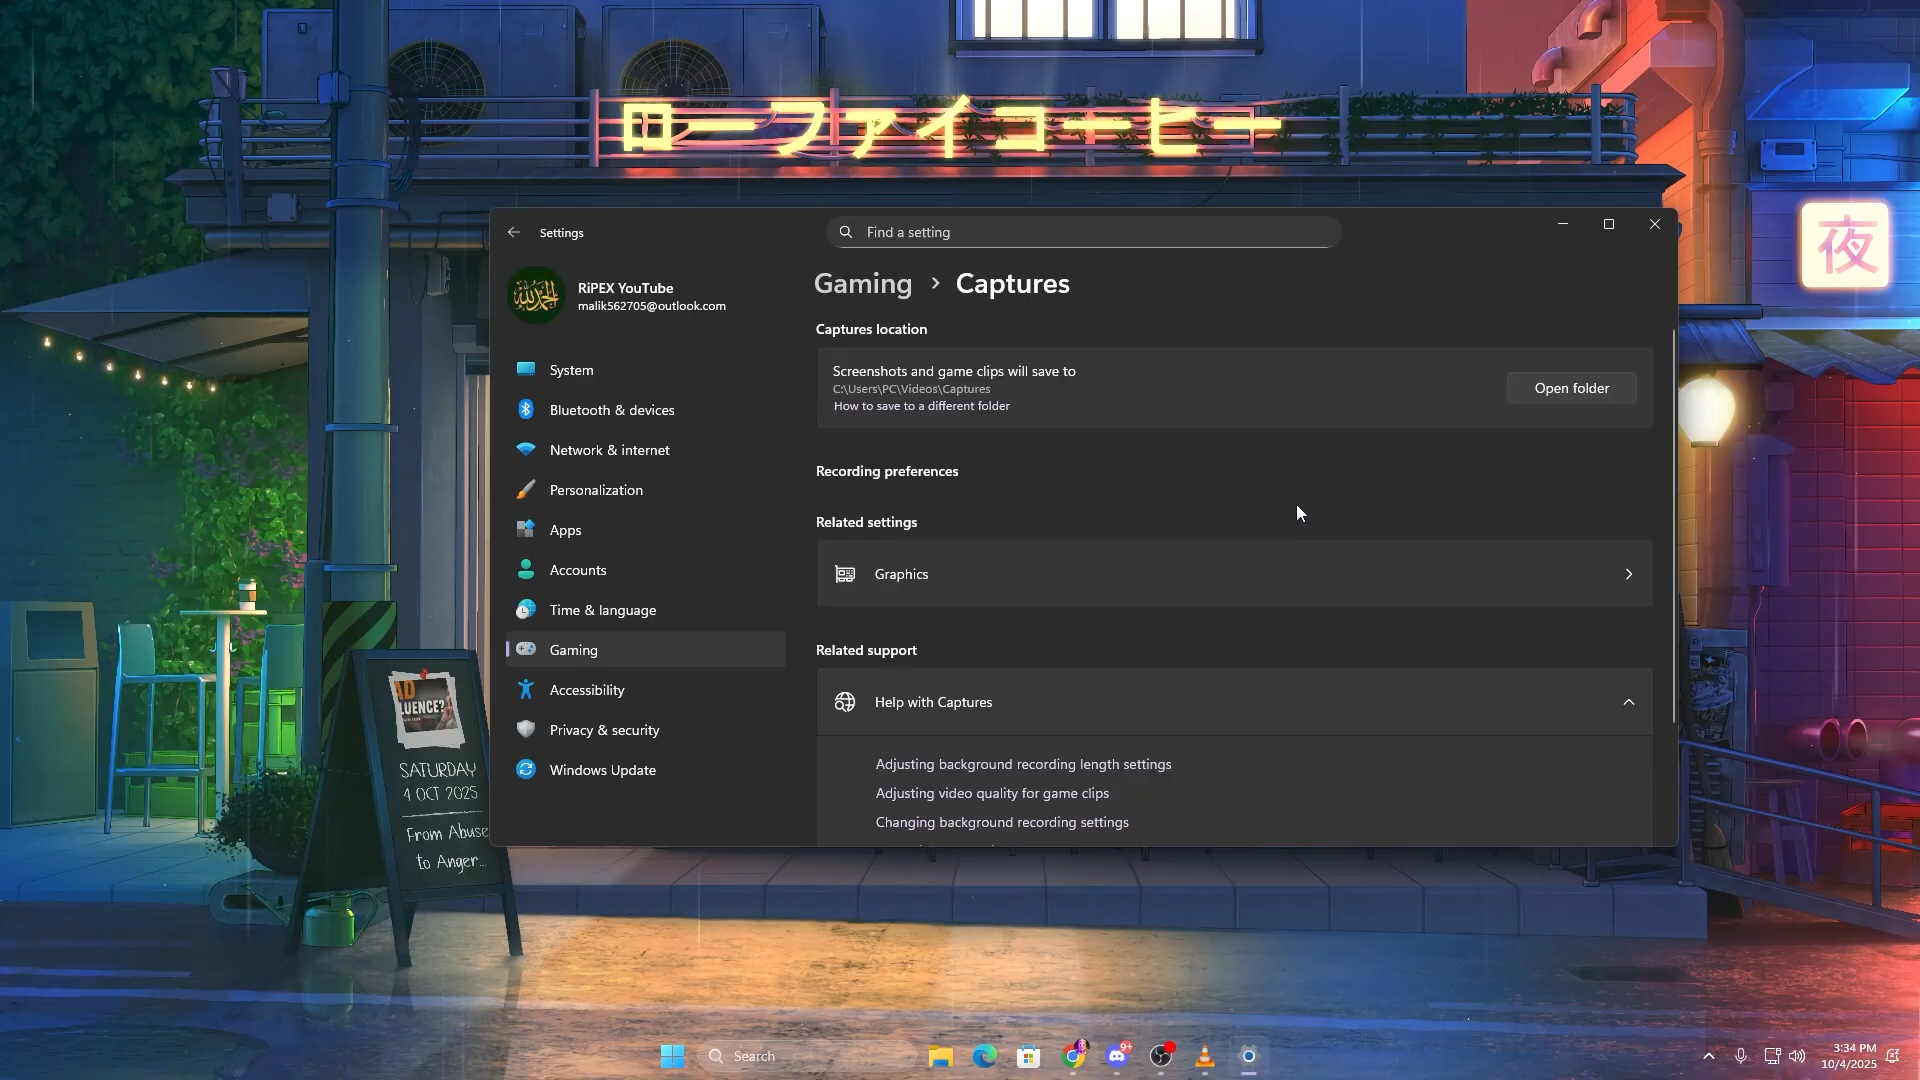 ローファイコーヒー
夜
Settings
Find a setting
RiPEX YouTube
malik562705@outlook.com
Gaming > Captures
System
Bluetooth & devices
Network & internet
Personalization
Apps
Accounts
Time & language
Gaming
Accessibility
Privacy & security
Windows Update
Captures location
Screenshots and game clips will save to
C:\Users\PC\Videos\Captures
How to save to a different folder
Open folder
Recording preferences
Related settings
Graphics
Related support
Help with Captures
Adjusting background recording length settings
Adjusting video quality for game clips
Changing background recording settings
AD
LUENCE?
SATURDAY
4 OCT 2025
From Abuse
to Anger...
Search
9+
3:34 PM
10/4/2025